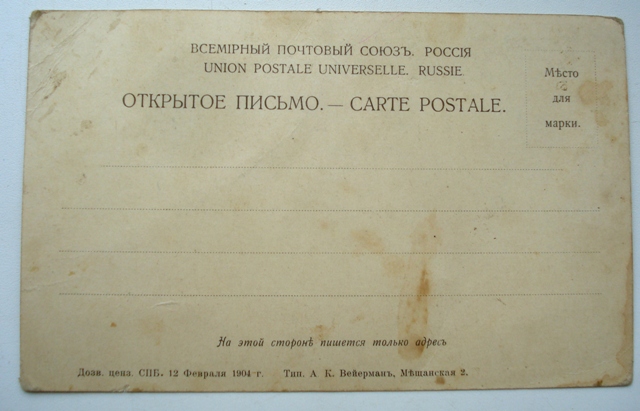 ВСЕМІРНЫЙ ПОЧТОВЫЙ СОЮЗЪ. РОССІЯ
UNION POSTALE UNIVERSELLE. RUSSIE
ОТКРЫТОЕ ПИСЬМО. — CARTE POSTALE.
Мѣсто
для
марки.
На этой сторонѣ пишется только адресъ
Дозв. ценз. СПБ. 12 Февраля 1904 г. Тип. А. К. Вейерманъ, Мѣщанская 2.